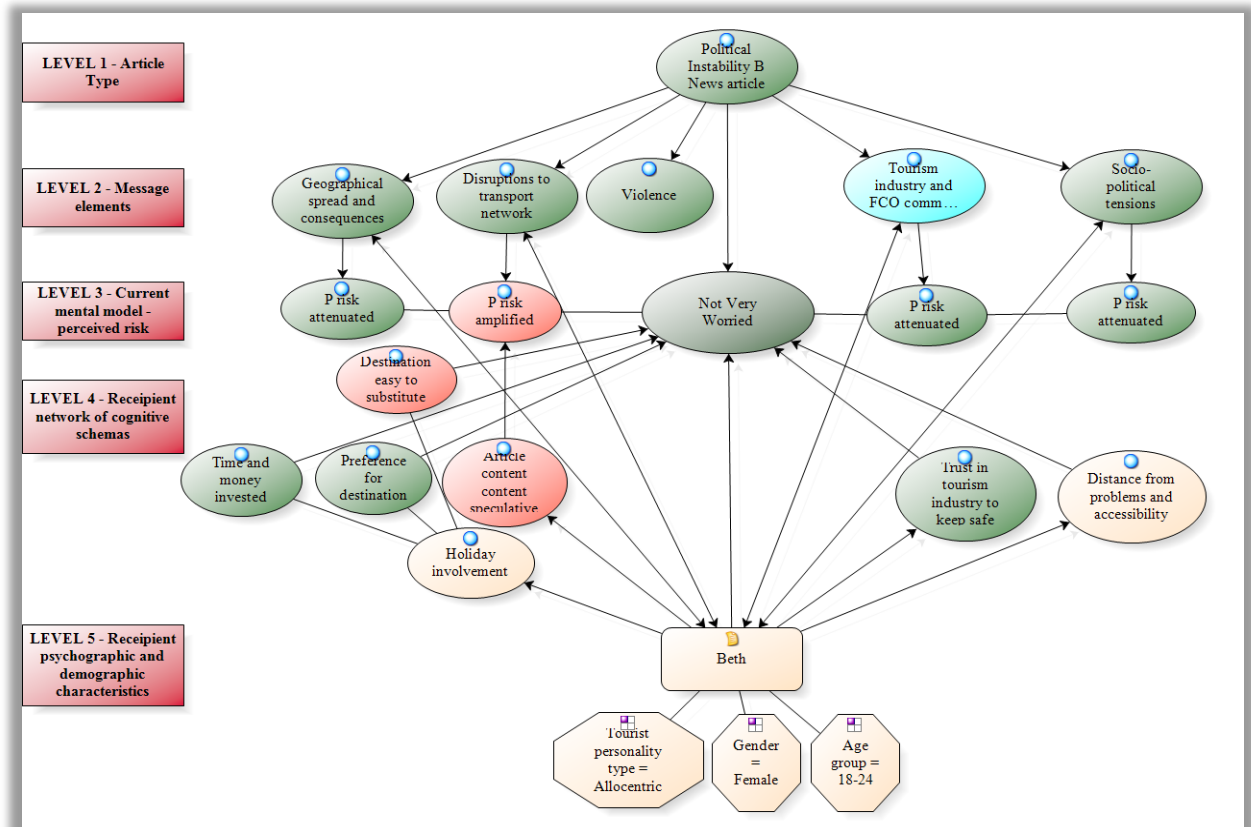 LEVEL 1 - Article
Type
Political
Instability B
News article
LEVEL 2 - Message
elements
Geographical
spread and
consequences
Disruptions to
transport
network
Violence
Tourism
industry and
FCO comm...
Socio-
political
tensions
LEVEL 3 - Current
mental model -
perceived risk
P risk
attenuated
P risk
amplified
Not Very
Worried
P risk
attenuated
P risk
attenuated
Destination
easy to
substitute
LEVEL 4 - Receipient
network of cognitive
schemas
Time and
money
invested
Preference
for
destination
Article
content
content
speculative
Trust in
tourism
industry to
keep safe
Distance from
problems and
accessibility
Holiday
involvement
LEVEL 5 - Receipient
psychographic and
demographic
characteristics
Beth
Tourist
personality
type =
Allocentric
Gender
=
Female
Age
group =
18-24